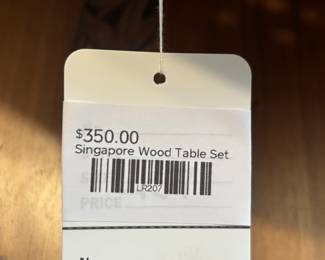 $350.00
Singapore Wood Table Set
LR207
PRICE